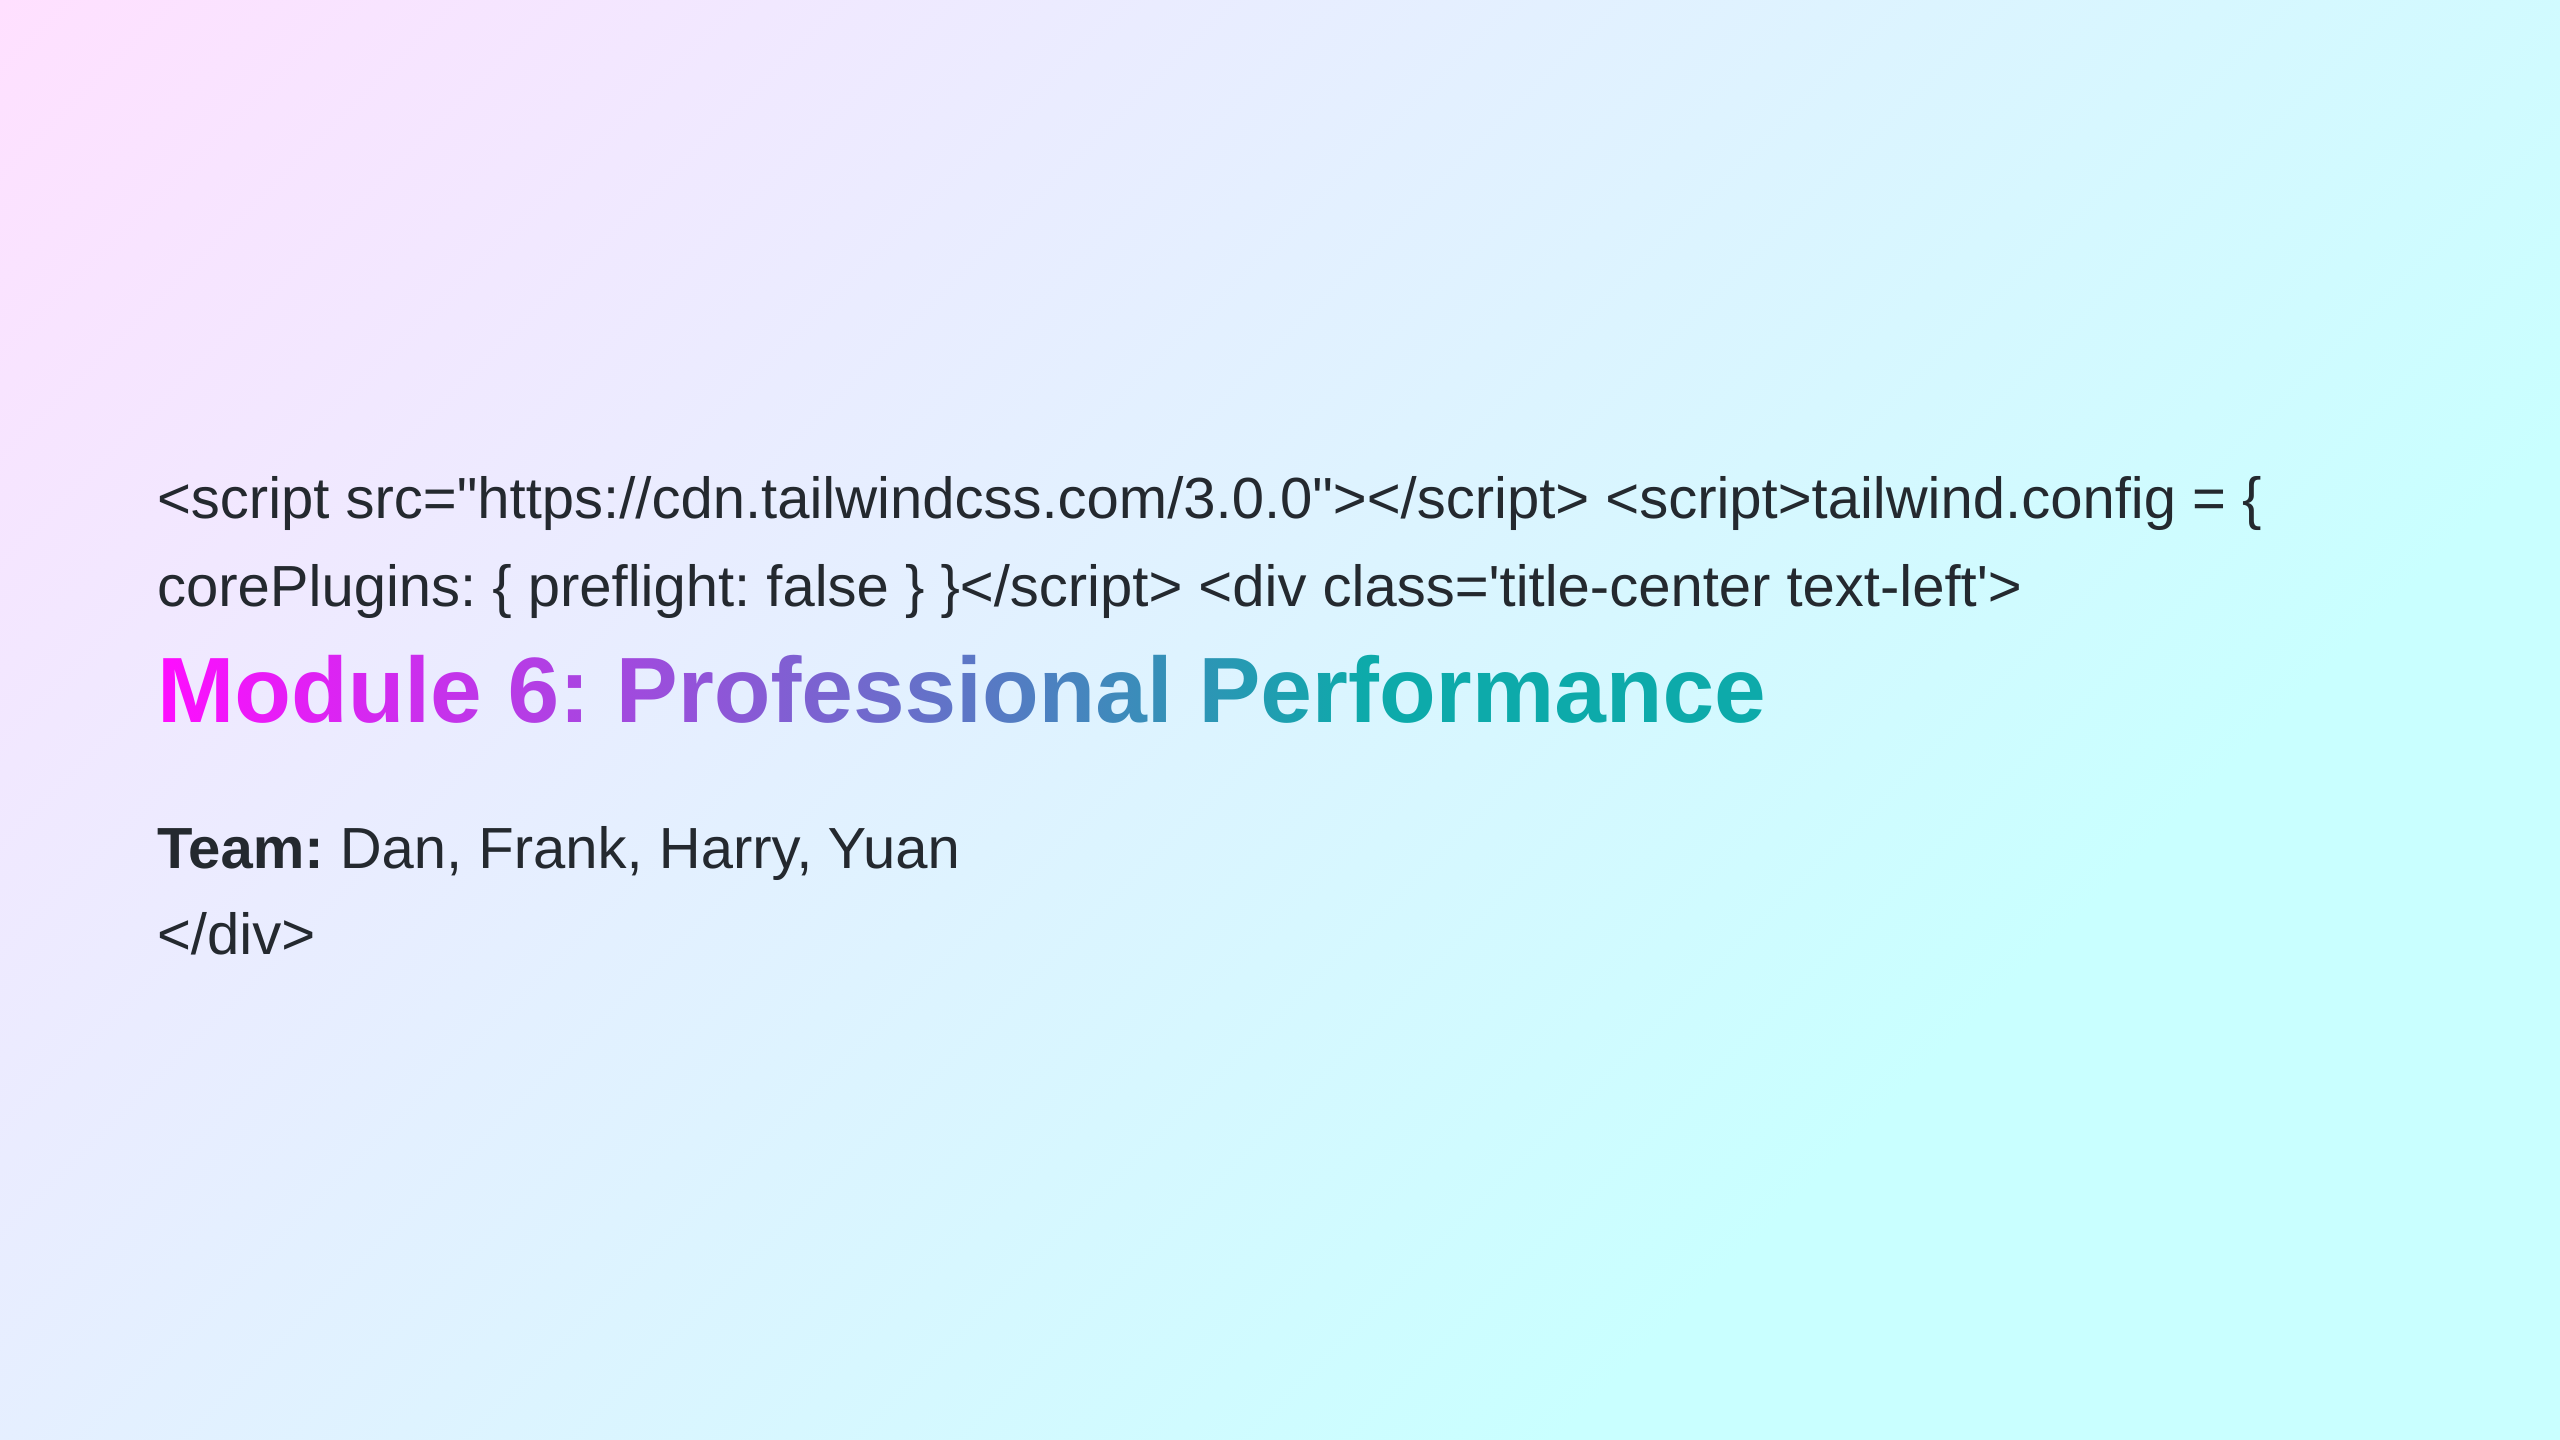 <script src="https://cdn.tailwindcss.com/3.0.0"></script> <script>tailwind.config = {
corePlugins: { preflight: false } }</script> <div class='title-center text-left'>
Module 6: Professional Performance
Team: Dan, Frank, Harry, Yuan
</div>